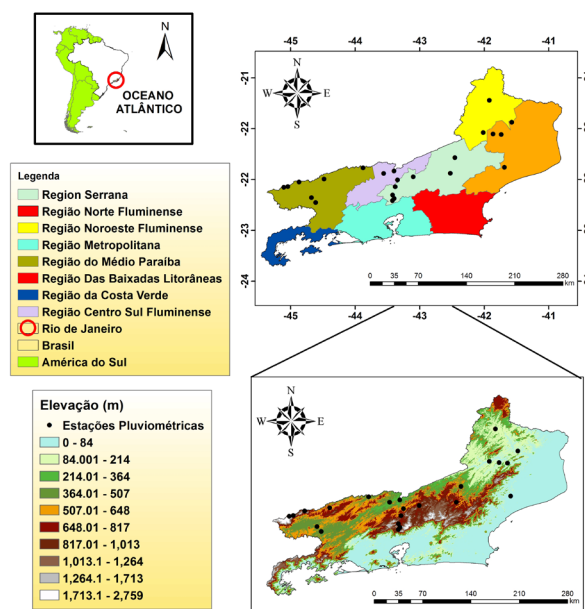 N
OCEANO
ATLÂNTICO
-45 -44 -43 -42 -41
-21
-22
-23
-24
N
W E
S
0 35 70 140 210 280
km
-45 -44 -43 -42 -41
Legenda
Region Serrana
Região Norte Fluminense
Região Noroeste Fluminense
Região Metropolitana
Região do Médio Paraíba
Região Das Baixadas Litorâneas
Região da Costa Verde
Região Centro Sul Fluminense
Rio de Janeiro
Brasil
América do Sul
Elevação (m)
Estações Pluviométricas
0 - 84
84.001 - 214
214.01 - 364
364.01 - 507
507.01 - 648
648.01 - 817
817.01 - 1,013
1,013.1 - 1,264
1,264.1 - 1,713
1,713.1 - 2,759
N
W E
S
0 35 70 140 210 280
km